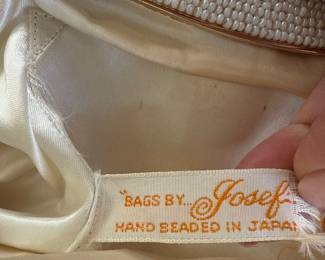 "BAGS BY... Josef
HAND BEADED IN JAPAN